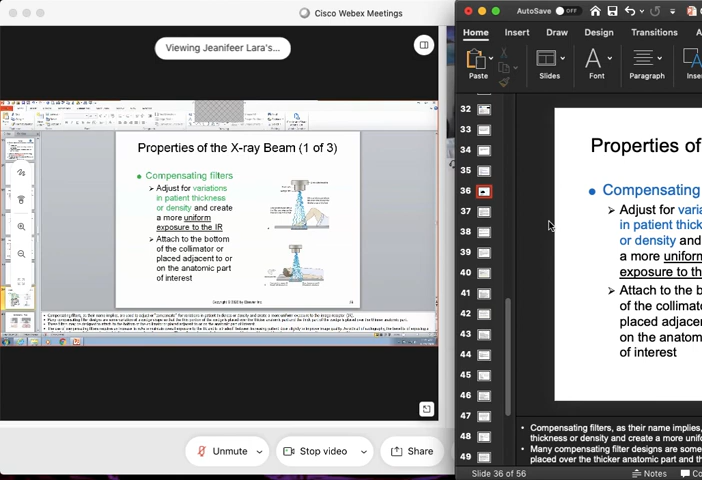 Cisco Webex Meetings
Viewing Jeanifeer Lara's...
Properties of the X-ray Beam (1 of 3)
Compensating filters
Adjust for variations
in patient thickness
or density and create
a more uniform
exposure to the IR
Attach to the bottom
of the collimator or
placed adjacent to or
on the anatomic part
of interest
Unmute
Stop video
Share
AutoSave OFF
Home Insert Draw Design Transitions
Paste Slides Font Paragraph
32
33
34
35
36
37
38
39
40
41
42
43
44
45
46
47
48
49
Properties of
Compensating
Adjust for varia
in patient thick
or density and
a more uniform
exposure to th
Attach to the b
of the collimato
placed adjacen
on the anatom
of interest
Compensating filters, as their name implies,
thickness or density and create a more unifo
Many compensating filter designs are some
placed over the thicker anatomic part and th
Slide 36 of 56
Notes
Co